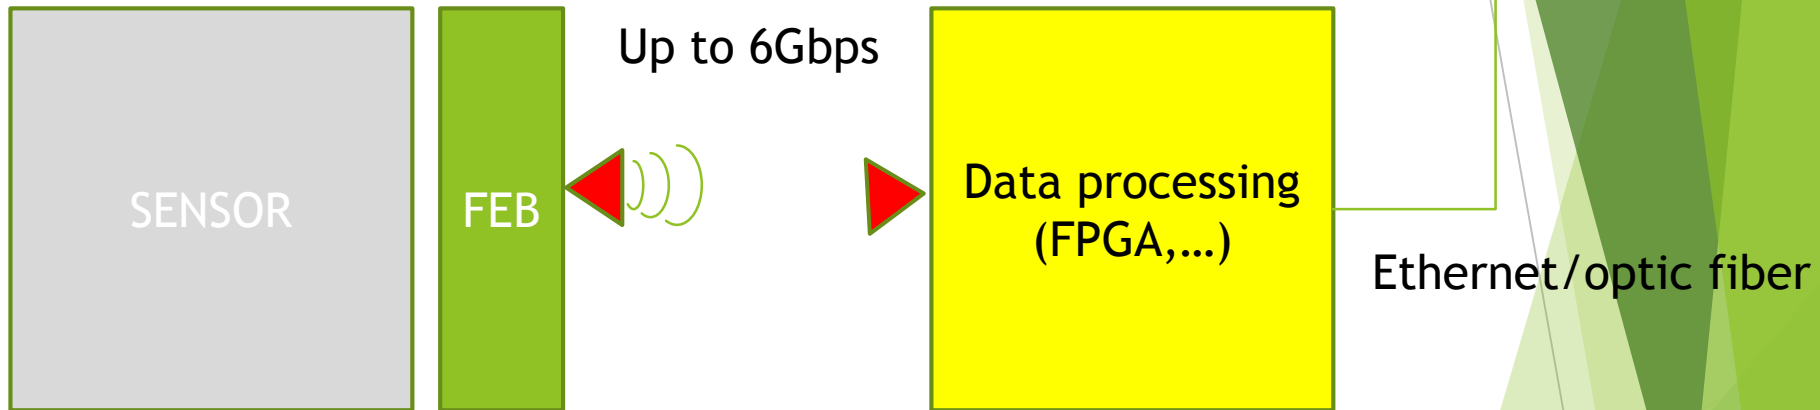 Up to 6Gbps
SENSOR
FEB
Data processing
(FPGA,...)
Ethernet/optic fiber